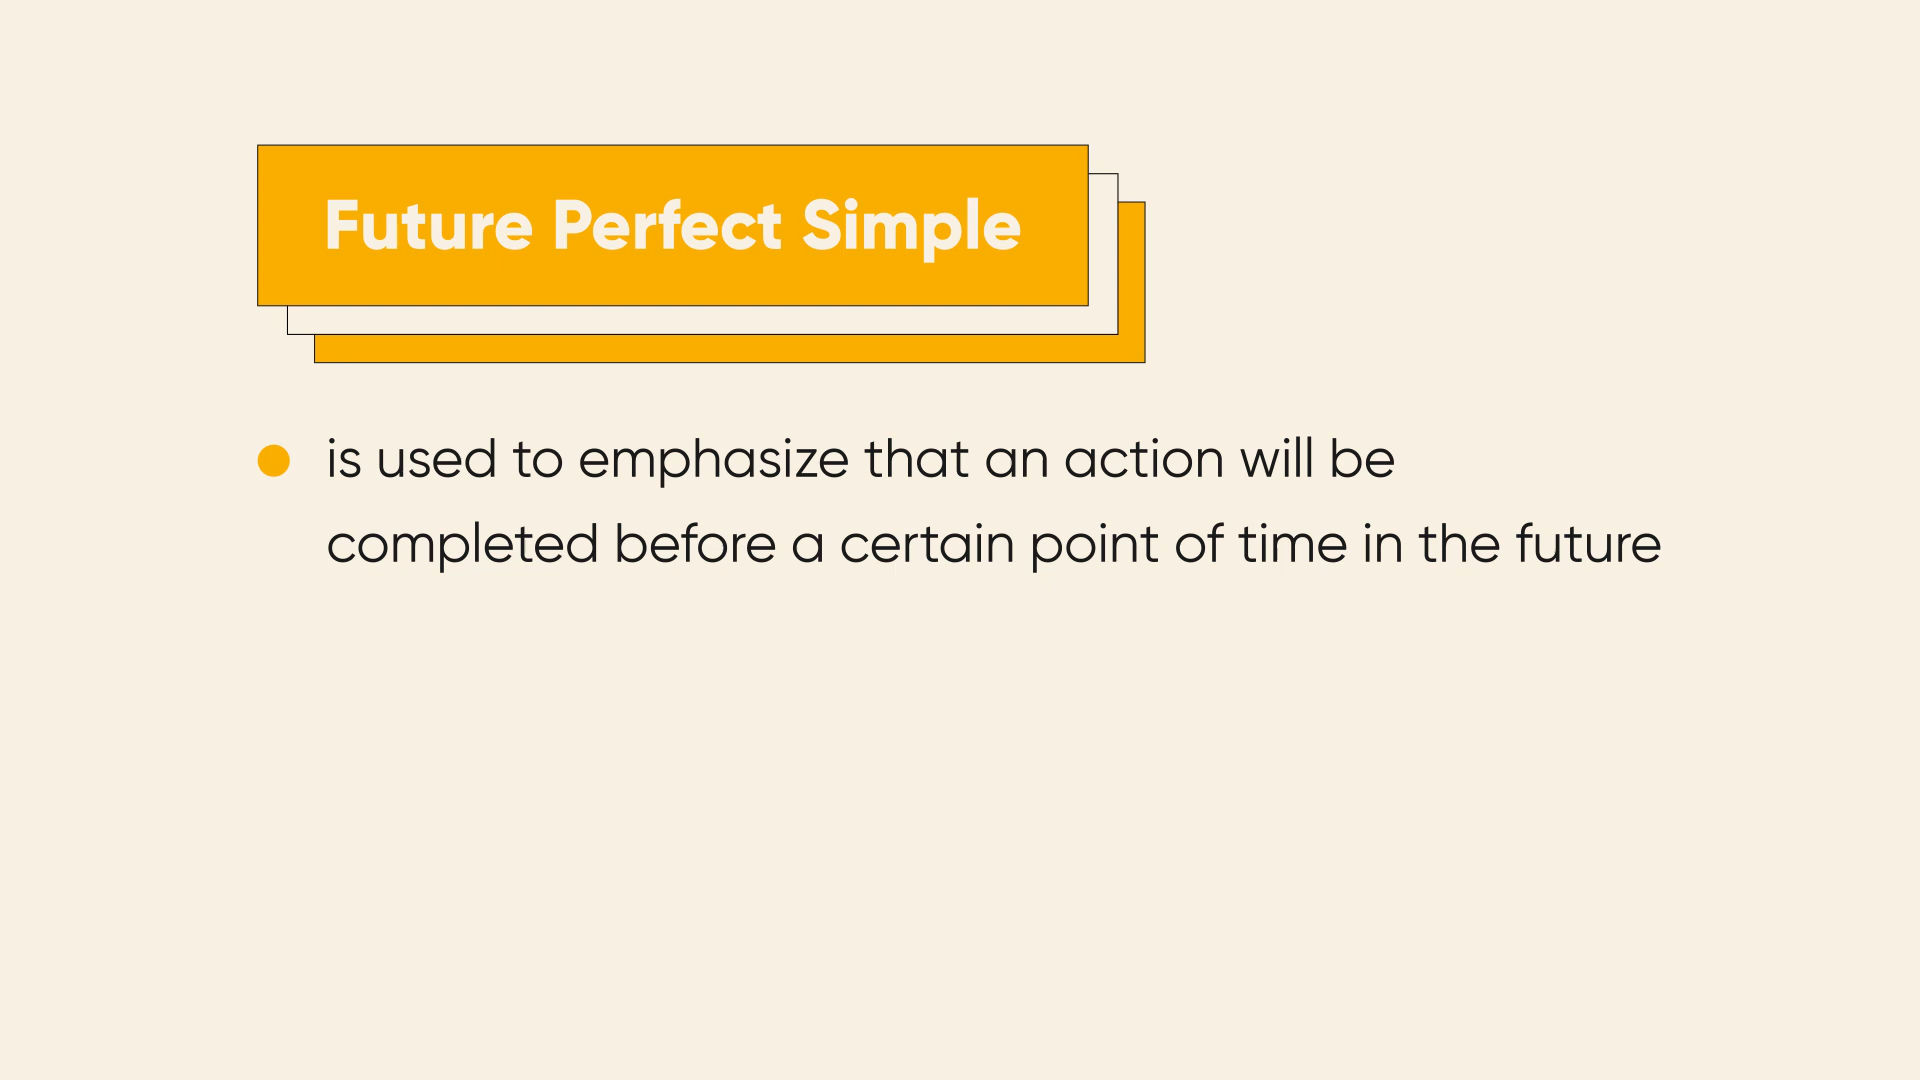 Future Perfect Simple
is used to emphasize that an action will be
completed before a certain point of time in the future